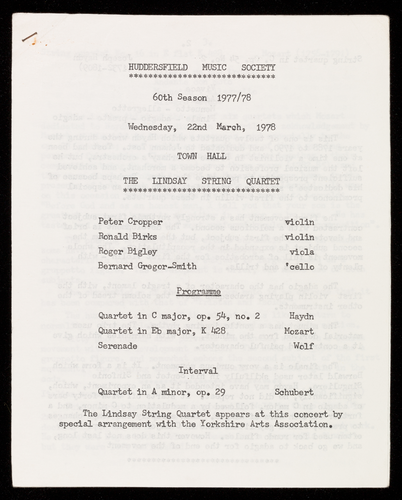 HUDDERSFIELD MUSIC SOCIETY
******************************
60th Season 1977/78
Wednesday, 22nd March, 1978
TOWN HALL
THE LINDSAY STRING QUARTET
******************************
Peter Cropper violin
Ronald Birks violin
Roger Bigley viola
Bernard Gregor-Smith 'cello
Programme
Quartet in C major, op. 54, no. 2 Haydn
Quartet in Eb major, K 428 Mozart
Serenade Wolf
Interval
Quartet in A minor, op. 29 Schubert
The Lindsay String Quartet appears at this concert by
special arrangement with the Yorkshire Arts Association.